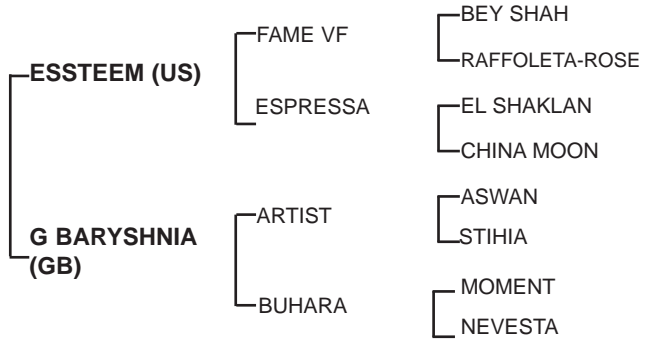 BEY SHAH
FAME VF
RAFFOLETA-ROSE
ESSTEEM (US)
ESPRESSA
EL SHAKLAN
CHINA MOON
ASWAN
ARTIST
STIHIA
G BARYSHNIA
(GB)
MOMENT
BUHARA
NEVESTA